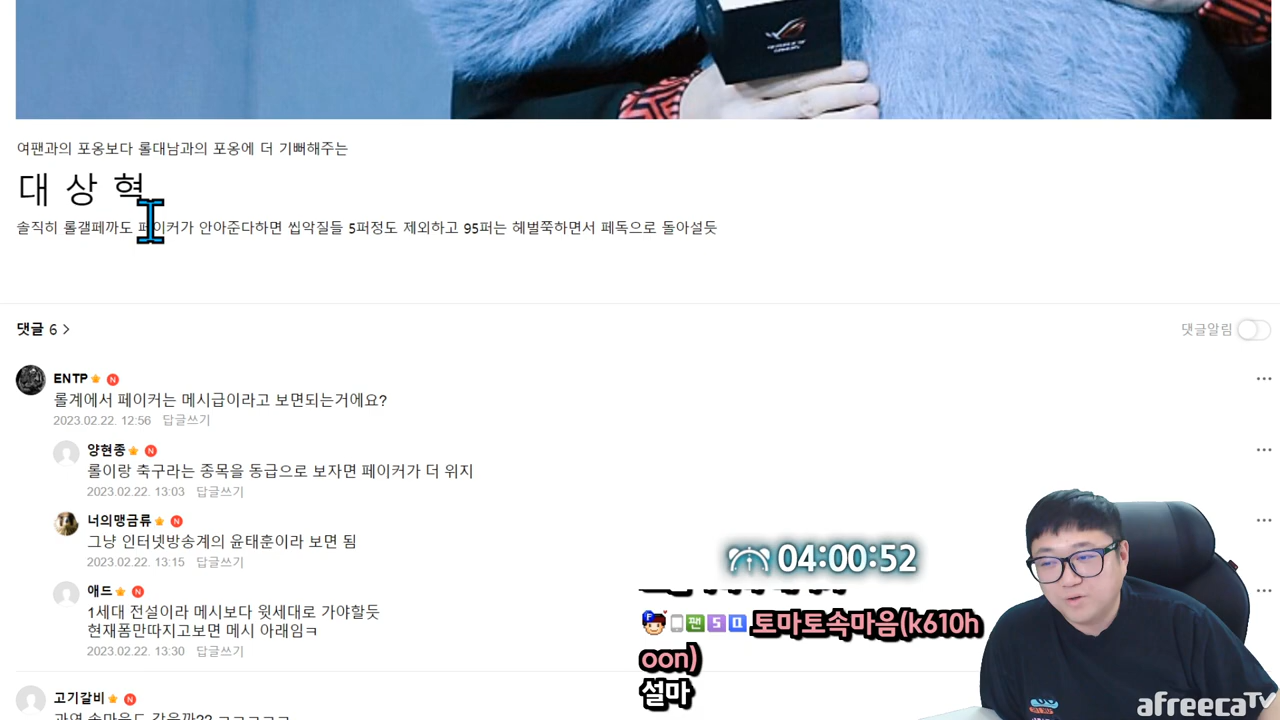 여팬과의 포옹보다 롤대남과의 포옹에 더 기뻐해주는
대 상 혁
솔직히 롤갤페까도 페이커가 안아준다하면 씹악질들 5퍼정도 제외하고 95퍼는 헤벌쭉하면서 페독으로 돌아설듯
댓글 6 >
댓글알림
ENTP N
롤계에서 페이커는 메시급이라고 보면되는거에요?
2023.02.22. 12:56 답글쓰기
양현종 N
롤이랑 축구라는 종목을 동급으로 보자면 페이커가 더 위지
2023.02.22. 13:03 답글쓰기
너의맹금류 N
그냥 인터넷방송계의 윤태훈이라 보면 됨
2023.02.22. 13:15 답글쓰기
애드 N
1세대 전설이라 메시보다 윗세대로 가야할듯
현재폼만따지고보면 메시 아래임ㅋ
2023.02.22. 13:30 답글쓰기
고기갈비 N
04:00:52
팬 5 토마토속마음(k610h
oon)
설마
afreecaTV